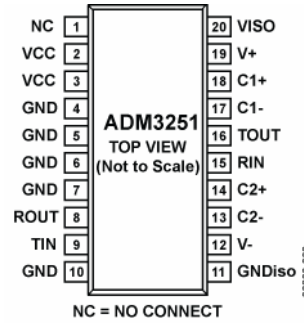 NC 1 20 VISO
VCC 2 19 V+
VCC 3 18 C1+
GND 4 17 C1-
GND 5 16 TOUT
GND 6 15 RIN
GND 7 14 C2+
ROUT 8 13 C2-
TIN 9 12 V-
GND 10 11 GNDiso
ADM3251
TOP VIEW
(Not to Scale)
NC = NO CONNECT